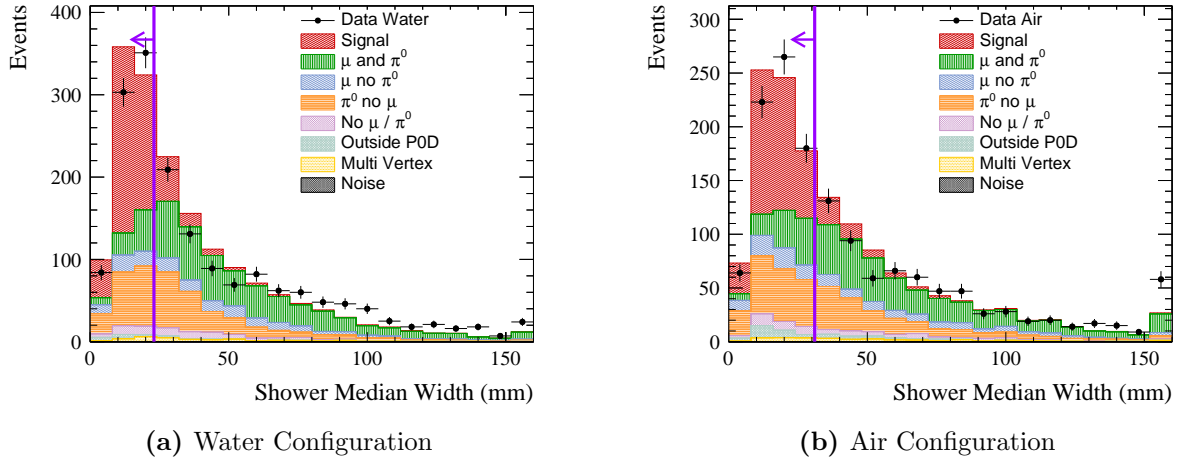 Events
400
300
200
100
0
0 50 100 150
Shower Median Width (mm)
Data Water
Signal
μ and π⁰
μ no π⁰
π⁰ no μ
No μ / π⁰
Outside P0D
Multi Vertex
Noise
(a) Water Configuration
Events
300
250
200
150
100
50
0
0 50 100 150
Shower Median Width (mm)
Data Air
Signal
μ and π⁰
μ no π⁰
π⁰ no μ
No μ / π⁰
Outside P0D
Multi Vertex
Noise
(b) Air Configuration